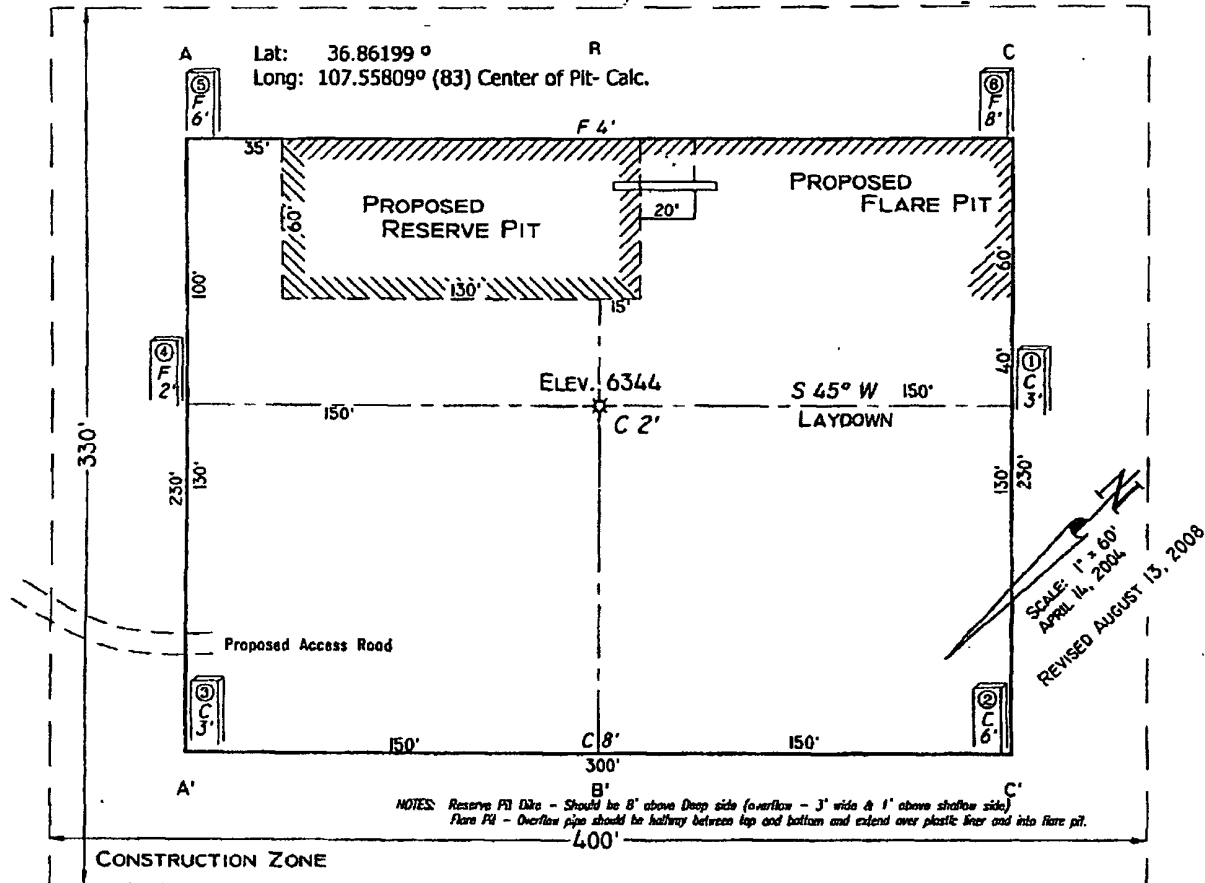 A
Lat: 36.86199 °
R
C
Long: 107.55809° (83) Center of Pit- Calc.
⑤ F 6'
⑥ F 8'
F 4'
35'
PROPOSED
RESERVE PIT
60'
20'
PROPOSED
FLARE PIT
60'
100'
130'
15'
④ F 2'
40'
① C 3'
ELEV. 6344
S 45° W 150'
150'
C 2'
LAYDOWN
330'
230'
130'
130'
230'
N
SCALE: 1" = 60'
APRIL 14, 2004
REVISED AUGUST 13, 2008
Proposed Access Road
③ C 3'
② C 6'
150'
C 8'
150'
300'
A'
B'
C'
NOTES: Reserve Pit Dike - Should be 8' above Deep side (overflow - 3' wide & 1' above shallow side)
Flare Pit - Overflow pipe should be halfway between top and bottom and extend over plastic liner and into flare pit.
400'
CONSTRUCTION ZONE